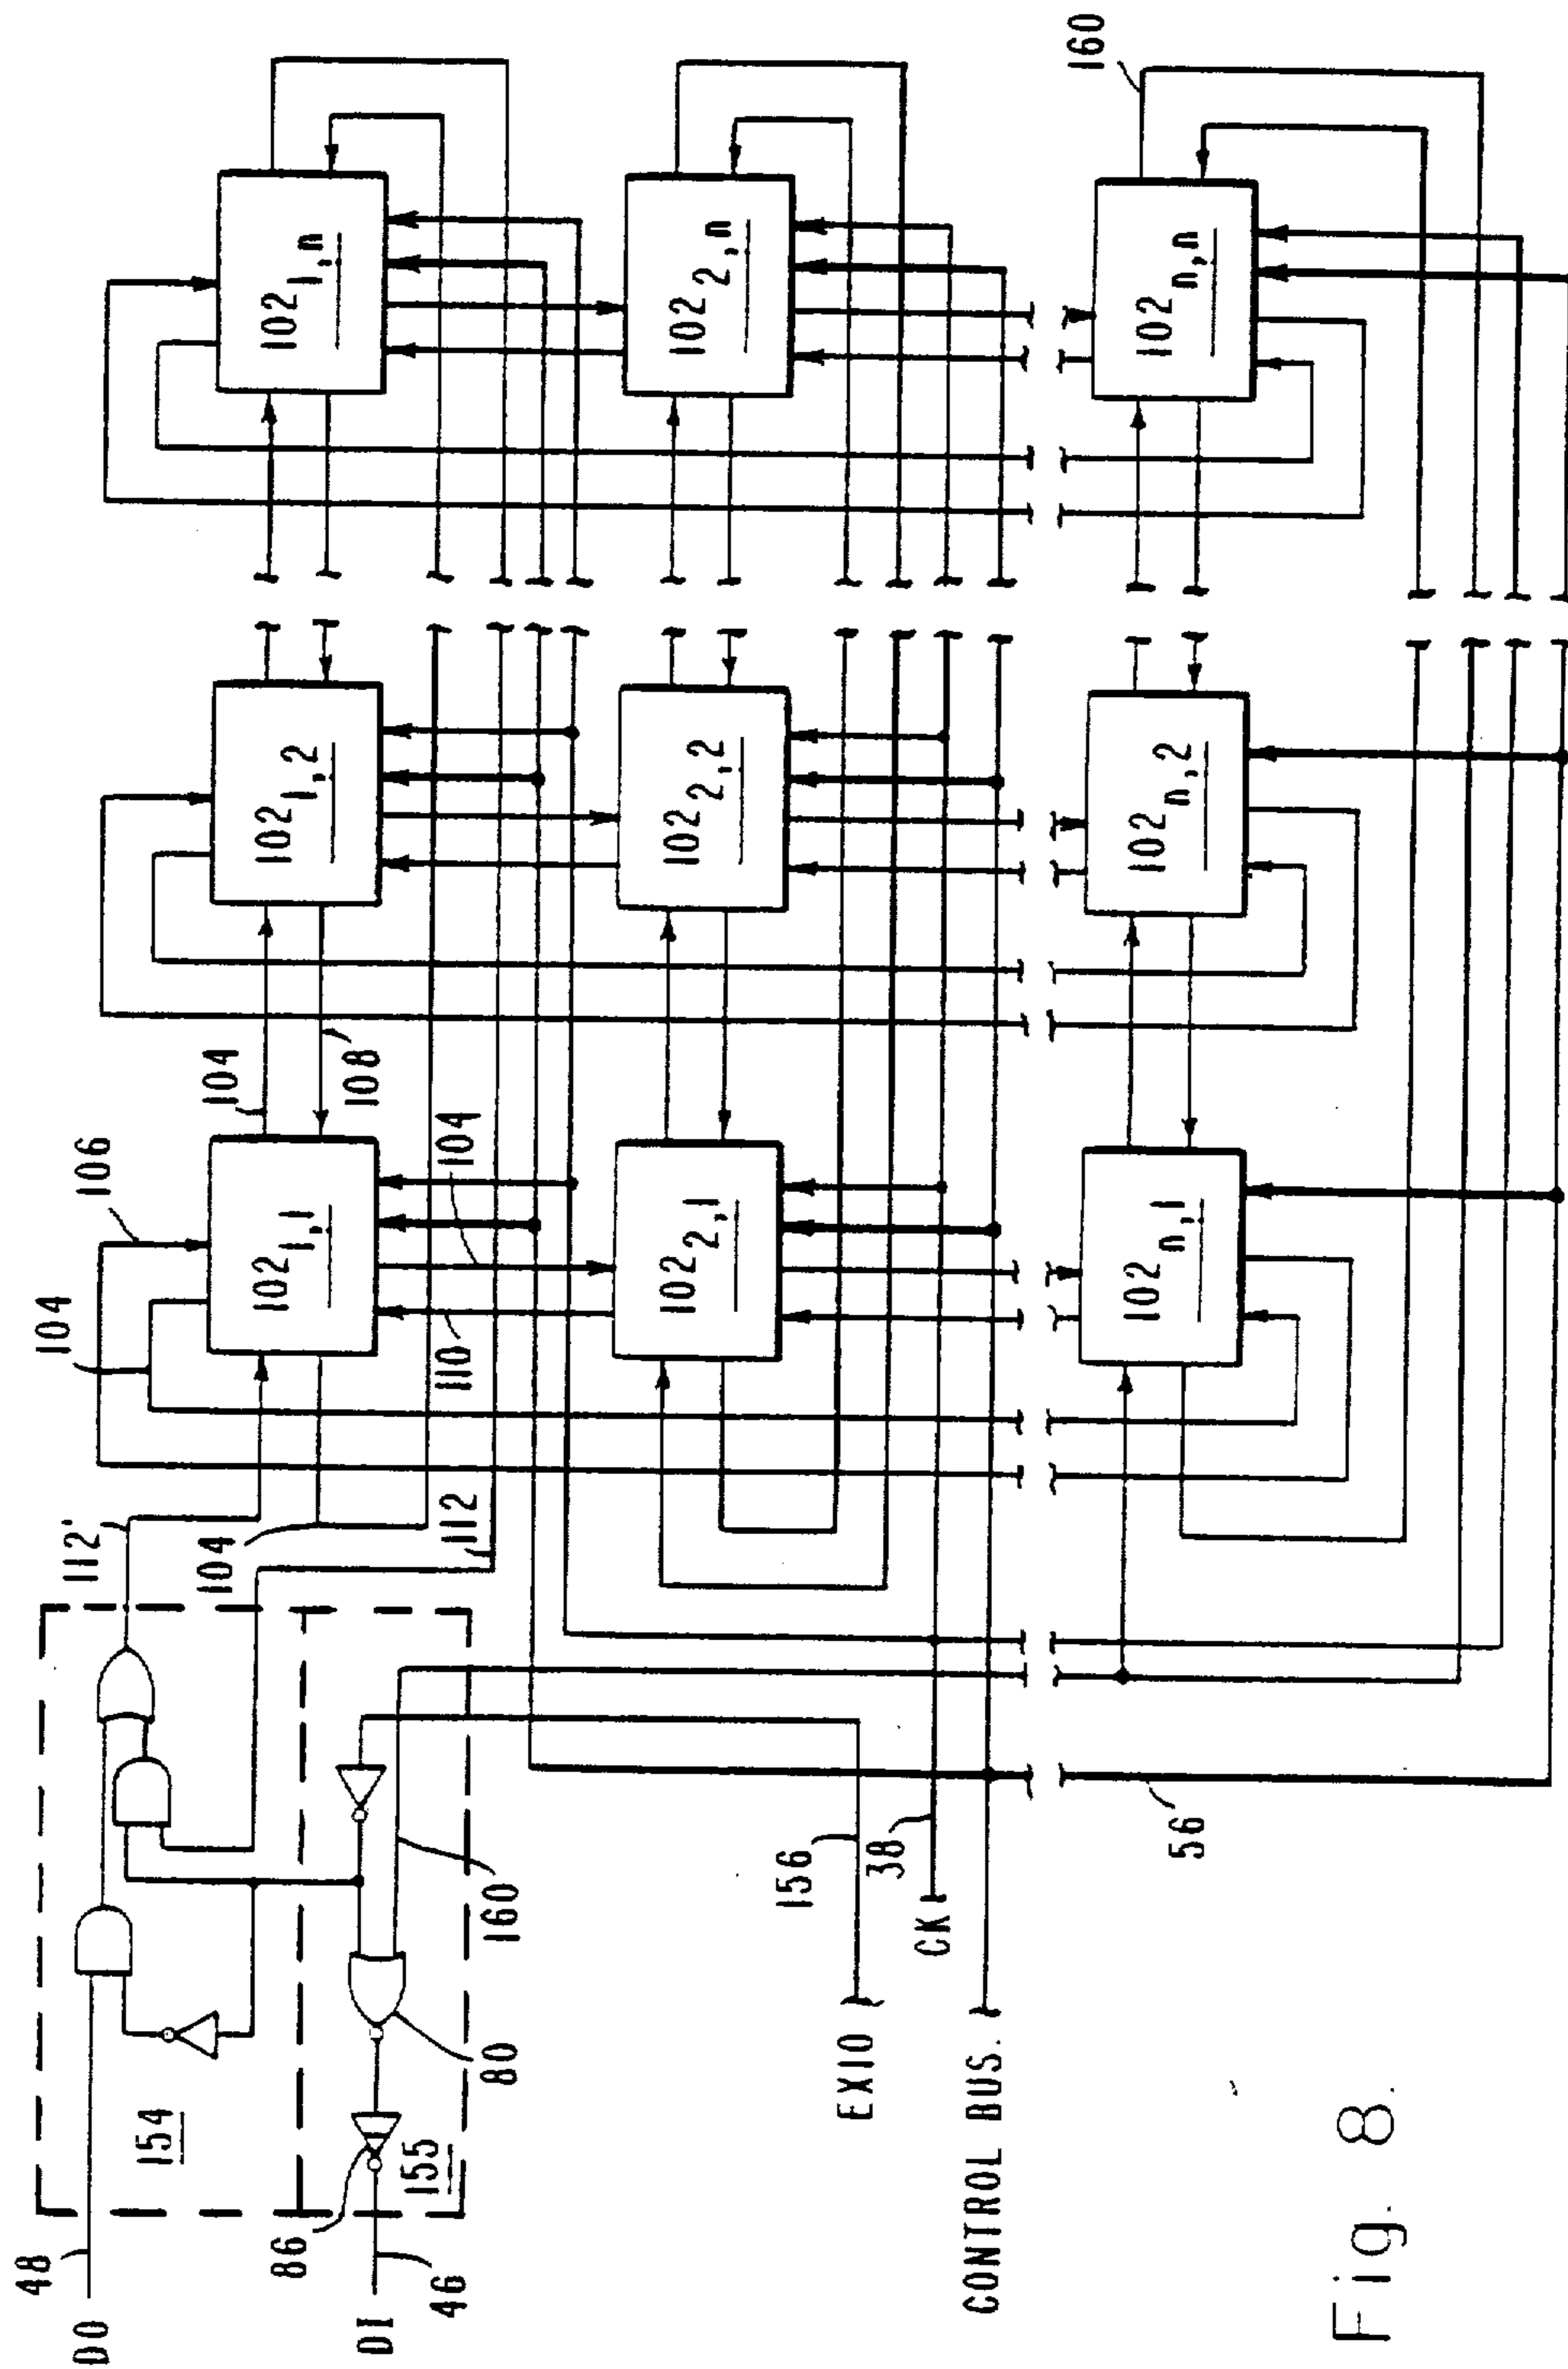 DO
48
154
112'
104
106
104
102 1,1
104
108
102 1,2
102 1,n
DI
46
86
155
80
160
104
112
110
104
EXIO
156
CK
38
CONTROL BUS.
102 2,1
102 2,2
102 2,n
56
102 n,1
102 n,2
102 n,n
160
Fig. 8.